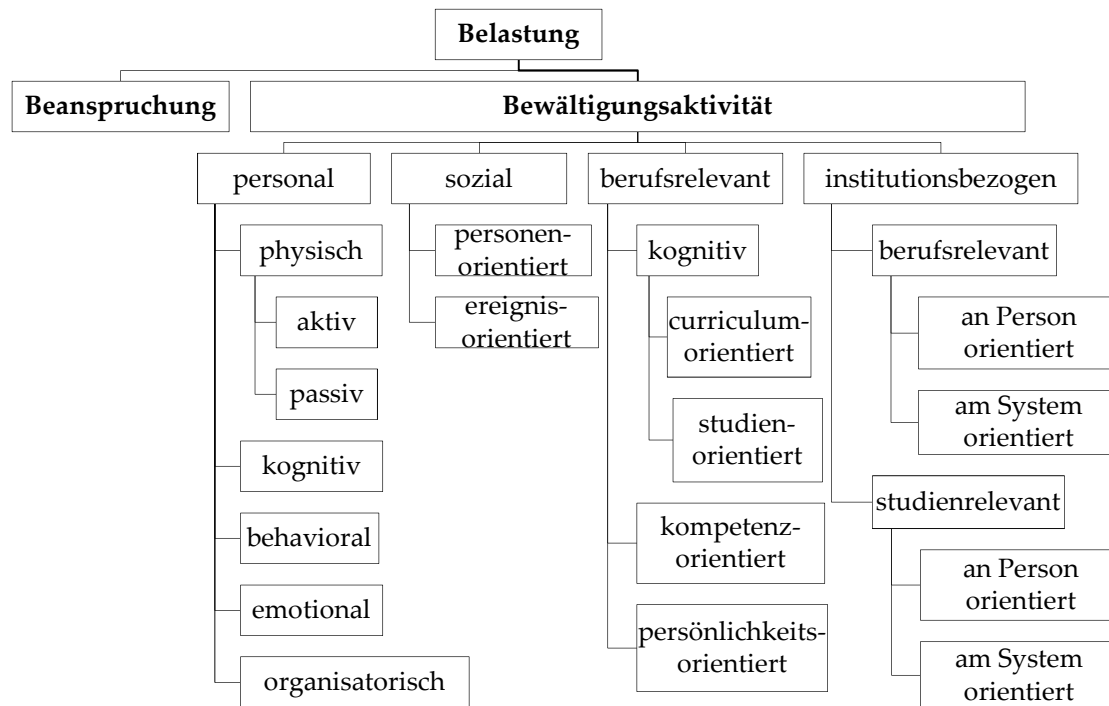 Belastung
Beanspruchung
Bewältigungsaktivität
personal
physisch
aktiv
passiv
kognitiv
behavioral
emotional
organisatorisch
sozial
personen-
orientiert
ereignis-
orientiert
berufsrelevant
kognitiv
curriculum-
orientiert
studien-
orientiert
kompetenz-
orientiert
persönlichkeits-
orientiert
institutionsbezogen
berufsrelevant
an Person
orientiert
am System
orientiert
studienrelevant
an Person
orientiert
am System
orientiert